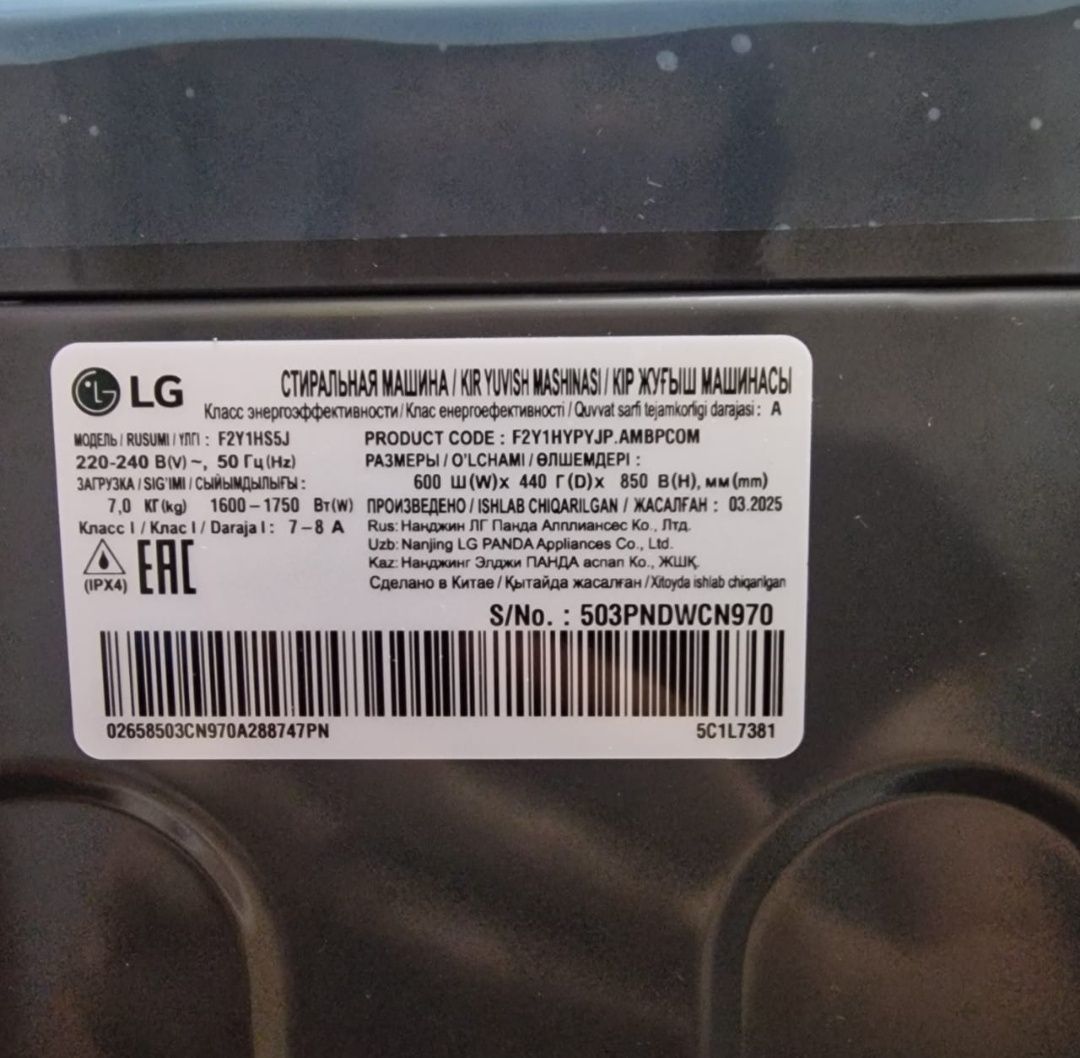 LG
СТИРАЛЬНАЯ МАШИНА / KIR YUVISH MASHINASI / КІР ЖУҒЫШ МАШИНАСЫ
Класс энергоэффективности / Клас енергоефективності / Quvvat sarfi tejamkorligi darajasi : A
МОДЕЛЬ / RUSUMI / ҮЛГІ : F2Y1HS5J
PRODUCT CODE : F2Y1HYPYJP.AMBPCOM
220-240 В(V) ~, 50 Гц(Hz)
РАЗМЕРЫ / O'LCHAMI / ӨЛШЕМДЕРІ :
ЗАГРУЗКА / SIG'IMI / СЫЙЫМДЫЛЫҒЫ :
600 Ш(W)x 440 Г(D)x 850 В(H), мм(mm)
7,0 КГ(kg) 1600-1750 Вт(W)
ПРОИЗВЕДЕНО / ISHLAB CHIQARILGAN / ЖАСАЛҒАН : 03.2025
Класс I / Клас I / Daraja I : 7-8 A
Rus: Нанджин ЛГ Панда Апплиансес Ко., Лтд.
Uzb: Nanjing LG PANDA Appliances Co., Ltd.
Kaz: Нанджинг Элджи ПАНДА аспап Ко., ЖШҚ.
(IPX4) EAC
Сделано в Китае / Қытайда жасалған / Xitoyda ishlab chiqarilgan
S/No. : 503PNDWCN970
02658503CN970A288747PN
5C1L7381